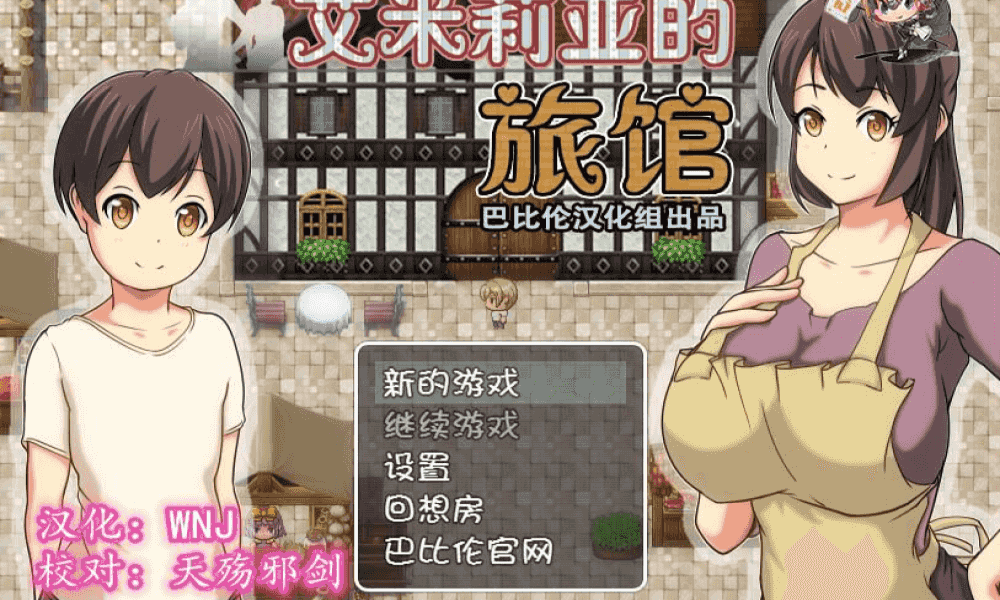 艾米莉亚的
旅馆
巴比伦汉化组出品
新的游戏
继续游戏
设置
回想房
巴比伦官网
汉化：WNJ
校对：天殇邪剑